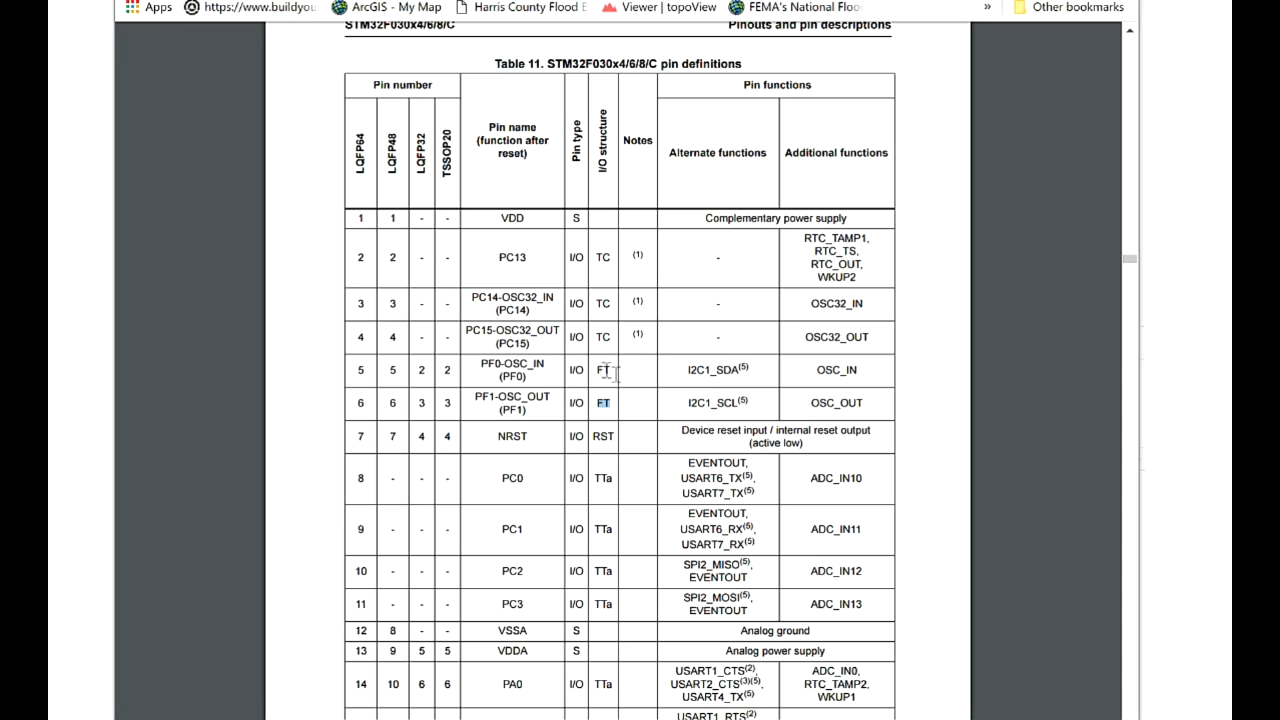 Apps https://www.buildyou ArcGIS - My Map Harris County Flood E Viewer | topoView FEMA's National Floo » Other bookmarks
STM32F030x4/6/8/C Pinouts and pin descriptions
Table 11. STM32F030x4/6/8/C pin definitions
Pin number Pin functions
LQFP64 LQFP48 LQFP32 TSSOP20 Pin name
(function after
reset) Pin type I/O structure Notes Alternate functions Additional functions
1 1 - - VDD S Complementary power supply
2 2 - - PC13 I/O TC (1) - RTC_TAMP1,
RTC_TS,
RTC_OUT,
WKUP2
3 3 - - PC14-OSC32_IN
(PC14) I/O TC (1) - OSC32_IN
4 4 - - PC15-OSC32_OUT
(PC15) I/O TC (1) - OSC32_OUT
5 5 2 2 PF0-OSC_IN
(PF0) I/O FT I2C1_SDA(5) OSC_IN
6 6 3 3 PF1-OSC_OUT
(PF1) I/O FT I2C1_SCL(5) OSC_OUT
7 7 4 4 NRST I/O RST Device reset input / internal reset output
(active low)
8 - - - PC0 I/O TTa EVENTOUT,
USART6_TX(5),
USART7_TX(5) ADC_IN10
9 - - - PC1 I/O TTa EVENTOUT,
USART6_RX(5),
USART7_RX(5) ADC_IN11
10 - - - PC2 I/O TTa SPI2_MISO(5),
EVENTOUT ADC_IN12
11 - - - PC3 I/O TTa SPI2_MOSI(5),
EVENTOUT ADC_IN13
12 8 - - VSSA S Analog ground
13 9 5 5 VDDA S Analog power supply
14 10 6 6 PA0 I/O TTa USART1_CTS(2),
USART2_CTS(3)(5),
USART4_TX(5) ADC_IN0,
RTC_TAMP2,
WKUP1
USART1_RTS(2)